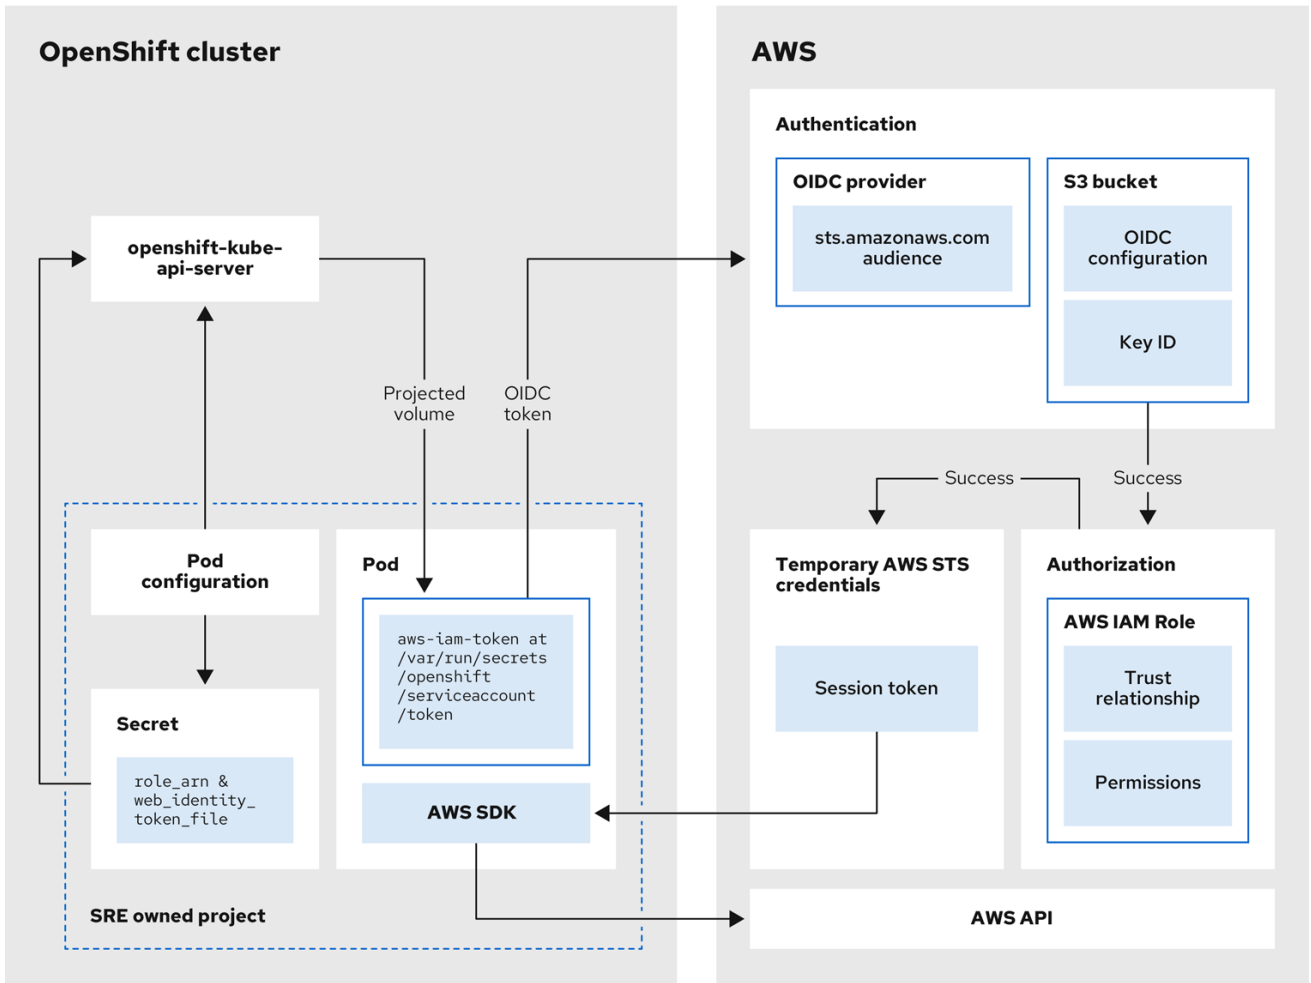 OpenShift cluster
openshift-kube-
api-server
Projected
volume
OIDC
token
Pod
configuration
Secret
role_arn &
web_identity_
token_file
Pod
aws-iam-token at
/var/run/secrets
/openshift
/serviceaccount
/token
AWS SDK
SRE owned project
AWS
Authentication
OIDC provider
sts.amazonaws.com
audience
S3 bucket
OIDC
configuration
Key ID
Success
Success
Temporary AWS STS
credentials
Session token
Authorization
AWS IAM Role
Trust
relationship
Permissions
AWS API